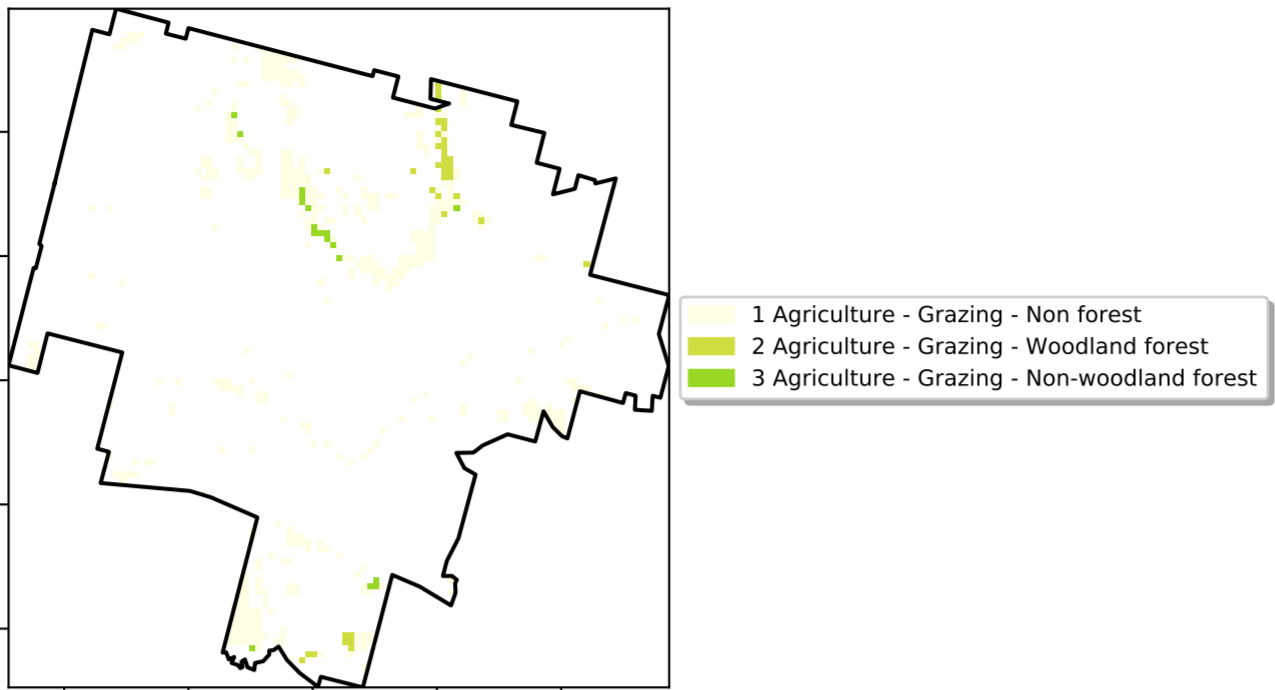 1 Agriculture - Grazing - Non forest
2 Agriculture - Grazing - Woodland forest
3 Agriculture - Grazing - Non-woodland forest